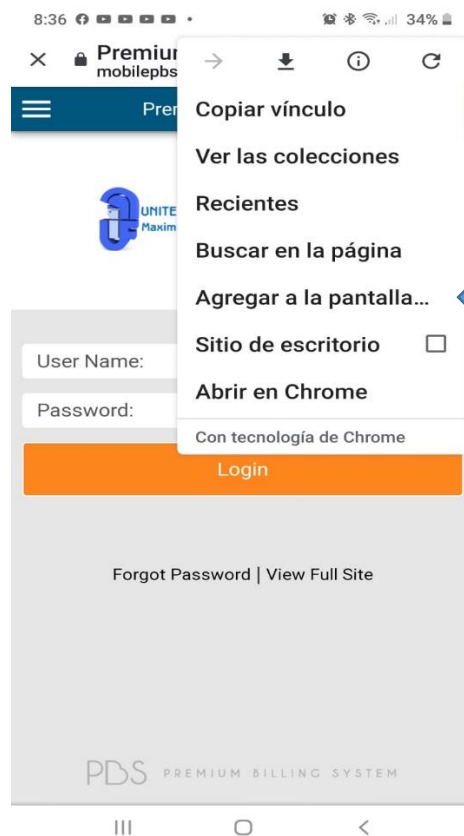 8:36
34%
Premiur
mobilepbs
Prer
UNITE
Maxim
Copiar vínculo
Ver las colecciones
Recientes
Buscar en la página
Agregar a la pantalla...
Sitio de escritorio
Abrir en Chrome
Con tecnología de Chrome
User Name:
Password:
Login
Forgot Password | View Full Site
PBS PREMIUM BILLING SYSTEM